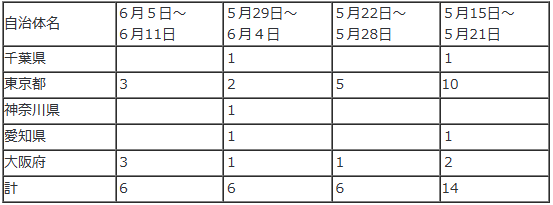 自治体名 6月5日～ 5月29日～ 5月22日～ 5月15日～
6月11日 6月4日 5月28日 5月21日
千葉県 1 1
東京都 3 2 5 10
神奈川県 1
愛知県 1 1
大阪府 3 1 1 2
計 6 6 6 14